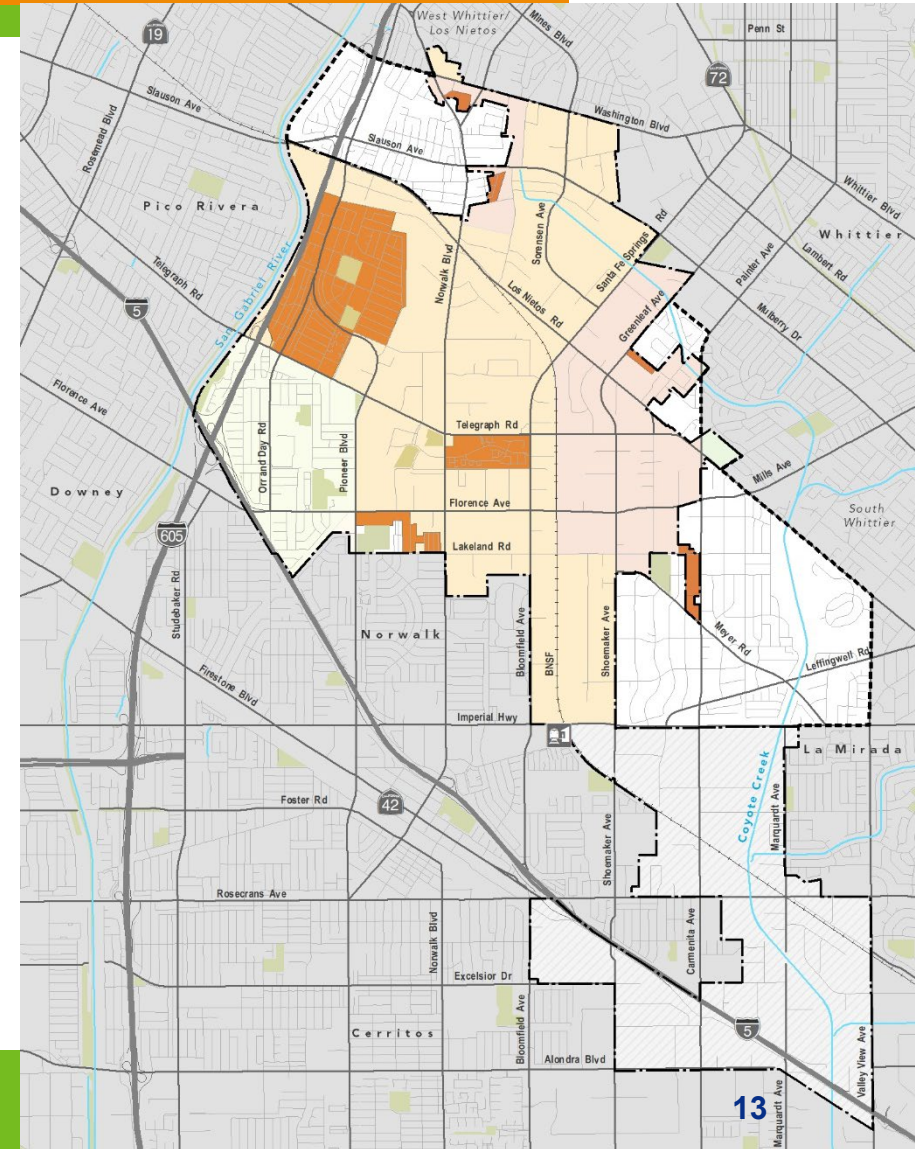 West Whittier/
Los Nietos
Mines Blvd
Penn St
19
72
Slauson Ave
Rosemead Blvd
Washington Blvd
Slauson Ave
Whittier Blvd
Pico Rivera
Whittier
Sorensen Ave
Santa Fe Springs Rd
Painter Ave
Lambert Rd
Telegraph Rd
San Gabriel River
Norwalk Blvd
Los Nietos Rd
Greenleaf Ave
Mulberry Dr
5
Florence Ave
Telegraph Rd
Orr and Day Rd
Pioneer Blvd
Mills Ave
Downey
Florence Ave
South
Whittier
605
Lakeland Rd
Studebaker Rd
Norwalk
Bloomfield Ave
BNSF
Shoemaker Ave
Meyer Rd
Leffingwell Rd
Firestone Blvd
Imperial Hwy
La Mirada
Coyote Creek
Foster Rd
42
Marquardt Ave
Shoemaker Ave
Rosecrans Ave
Norwalk Blvd
Carmenita Ave
Excelsior Dr
Bloomfield Ave
5
Cerritos
Alondra Blvd
Valley View Ave
Marquardt Ave
13